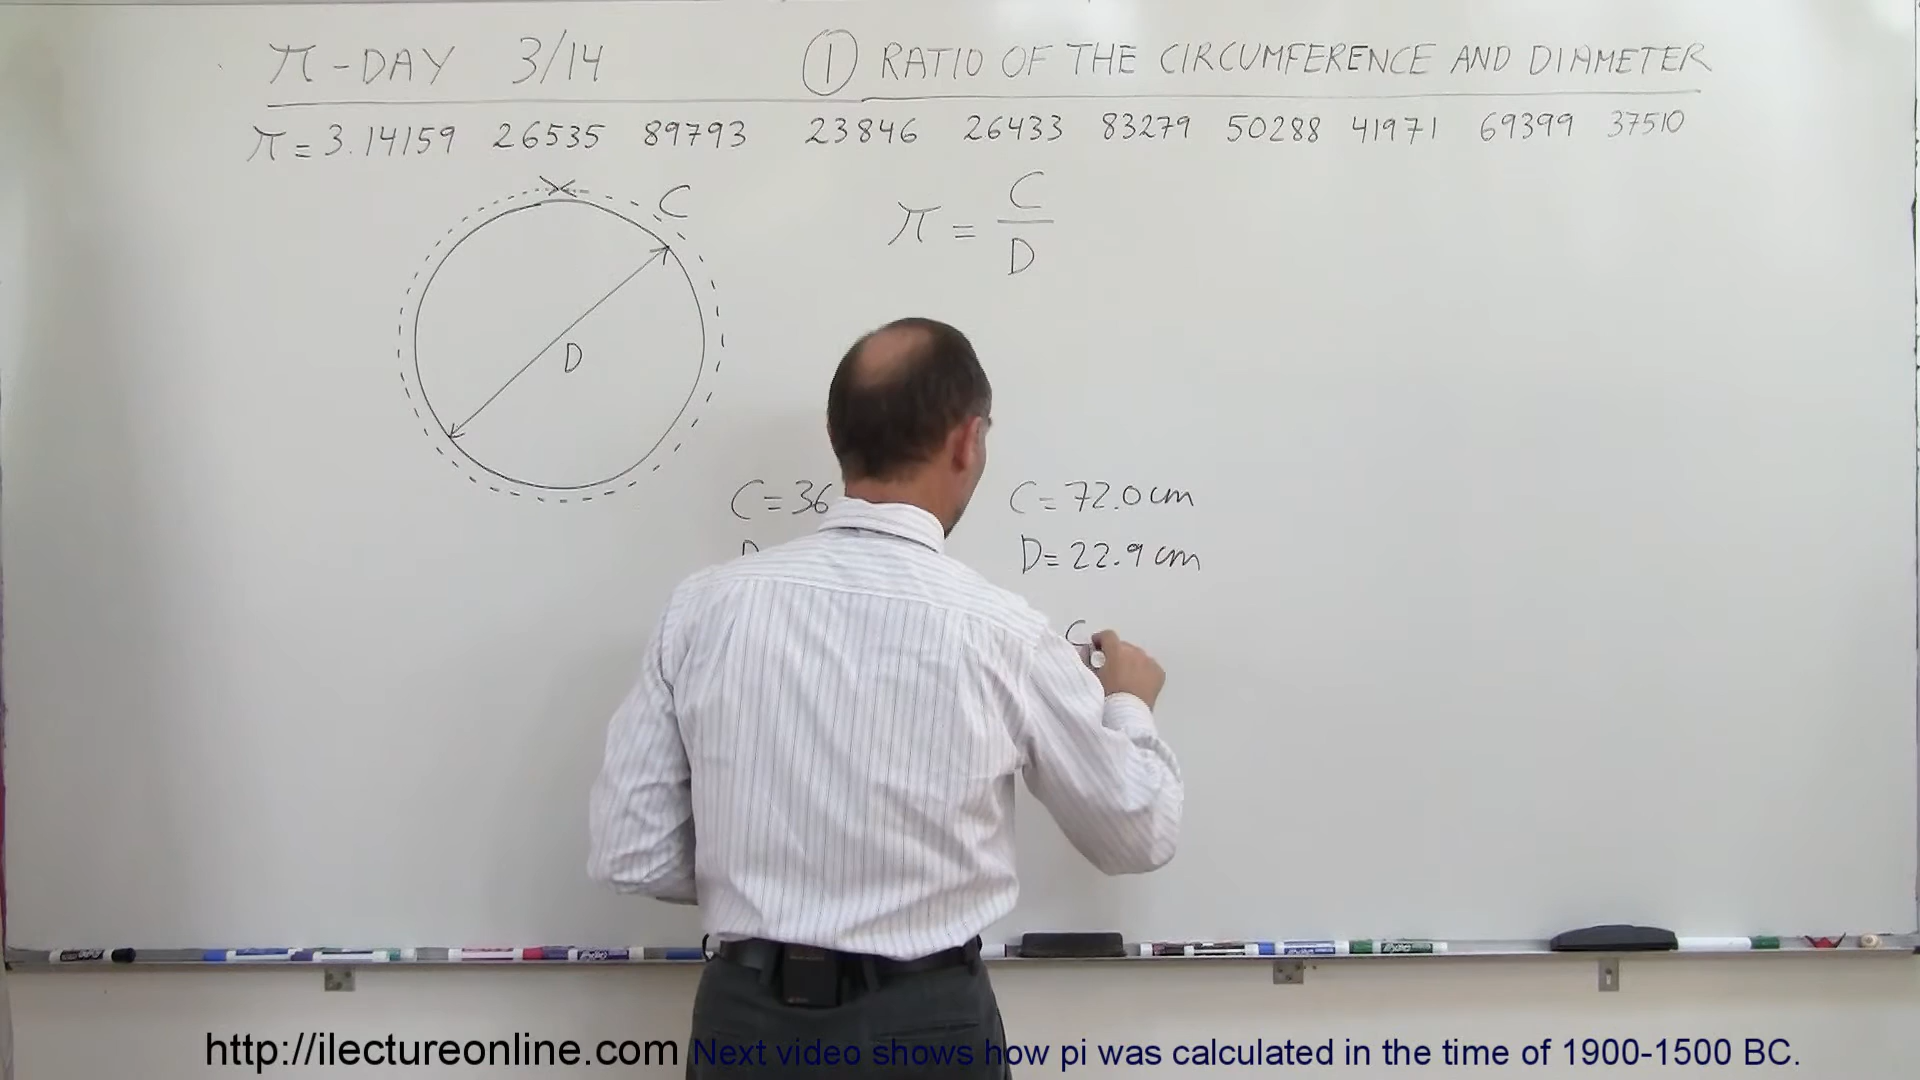 π-DAY 3/14 ① RATIO OF THE CIRCUMFERENCE AND DIAMETER
π = 3.14159 26535 89793 23846 26433 83279 50288 41971 69399 37510
C
π = C/D
D
C = 36
C = 72.0 cm
D
D = 22.9 cm
C
http://ilectureonline.com Next video shows how pi was calculated in the time of 1900-1500 BC.